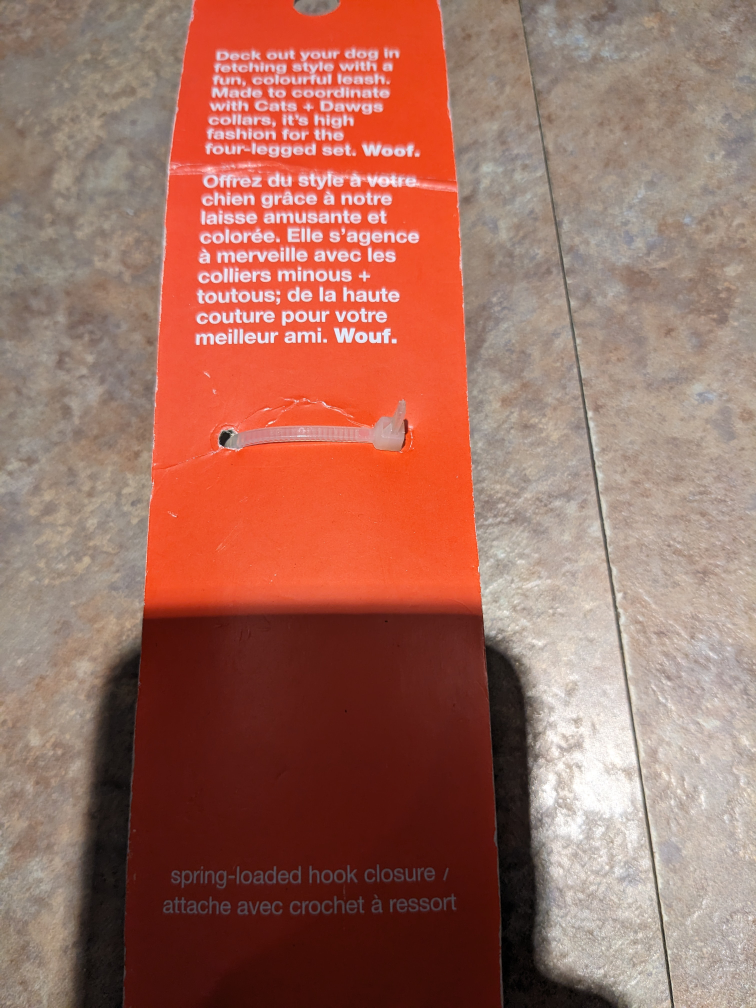 Deck out your dog in
fetching style with a
fun, colourful leash.
Made to coordinate
with Cats + Dawgs
collars, it's high
fashion for the
four-legged set. Woof.
Offrez du style à votre
chien grâce à notre
laisse amusante et
colorée. Elle s'agence
à merveille avec les
colliers minous +
toutous; de la haute
couture pour votre
meilleur ami. Wouf.
spring-loaded hook closure /
attache avec crochet à ressort